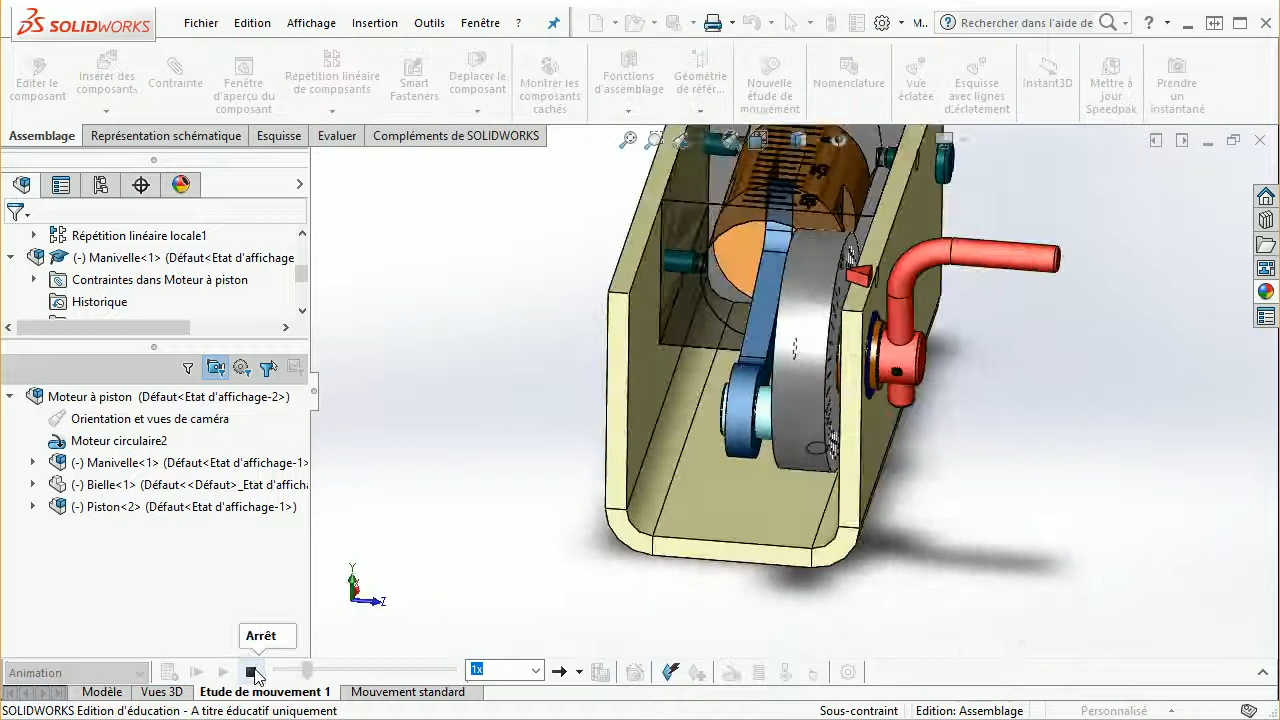 SOLIDWORKS
Fichier Edition Affichage Insertion Outils Fenêtre ?
M..
Rechercher dans l'aide de
?
Editer le composant
Insérer des composants
Contrainte
Fenêtre d'aperçu du composant
Repetition linéaire de composants
Smart Fasteners
Deplacer le composant
Montrer les composants cachés
Fonctions d'assemblage
Géométrie de référ...
Nouvelle étude de mouvement
Nomenclature
Vue éclatée
Esquisse avec lignes d'éclatement
Instant3D
Mettre à jour Speedpak
Prendre un instantané
Assemblage Représentation schématique Esquisse Evaluer Compléments de SOLIDWORKS
Répétition linéaire locale1
(-) Manivelle<1> (Défaut<Etat d'affichage
Contraintes dans Moteur à piston
Historique
Moteur à piston (Défaut<Etat d'affichage-2>)
Orientation et vues de caméra
Moteur circulaire2
(-) Manivelle<1> (Défaut<Etat d'affichage-1>
(-) Bielle<1> (Défaut<<Défaut>_Etat d'affich
(-) Piston<2> (Défaut<Etat d'affichage-1>)
Y
Z
Arrêt
Animation
1x
Modèle Vues 3D Etude de mouvement 1 Mouvement standard
SOLIDWORKS Edition d'éducation - A titre éducatif uniquement
Sous-contraint
Edition: Assemblage
Personnalisé